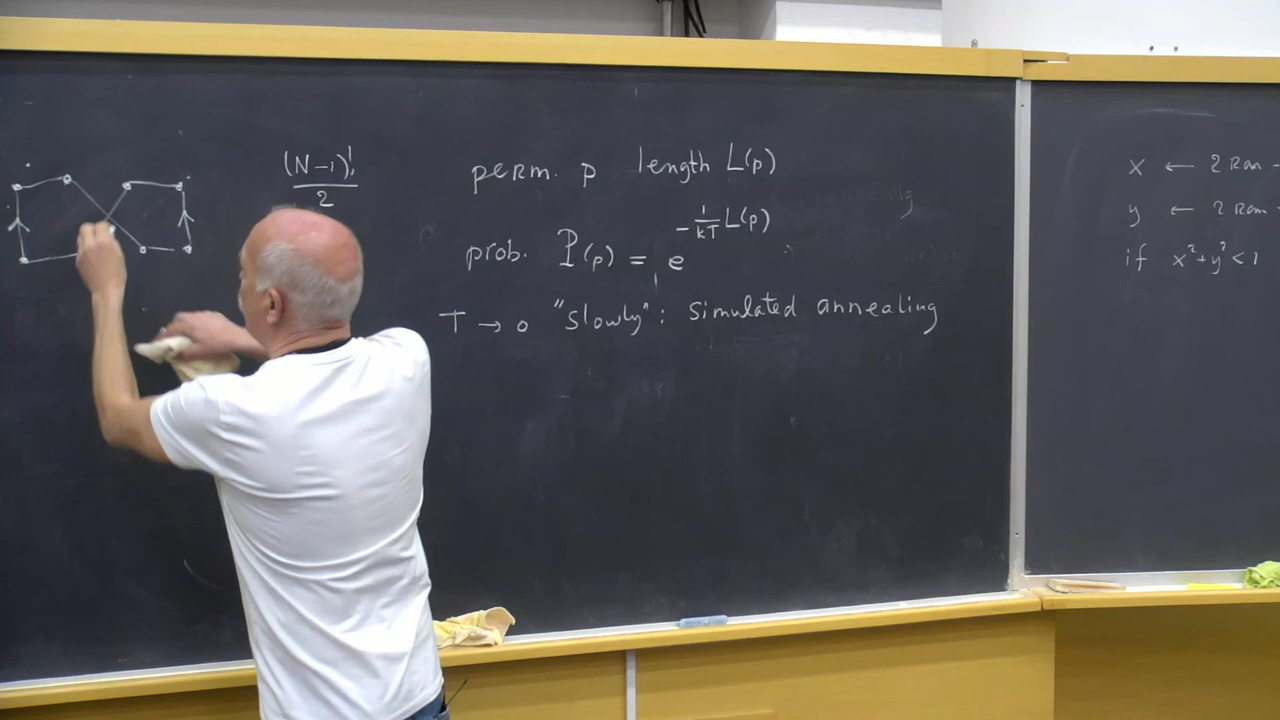 (N-1)!
2
perm. p length L(p)
prob. P(p) = e^{-\frac{1}{kT}L(p)}
T → 0 "slowly": simulated annealing
x ← 2 Ran -
y ← 2 Ran -
if x²+y²<1